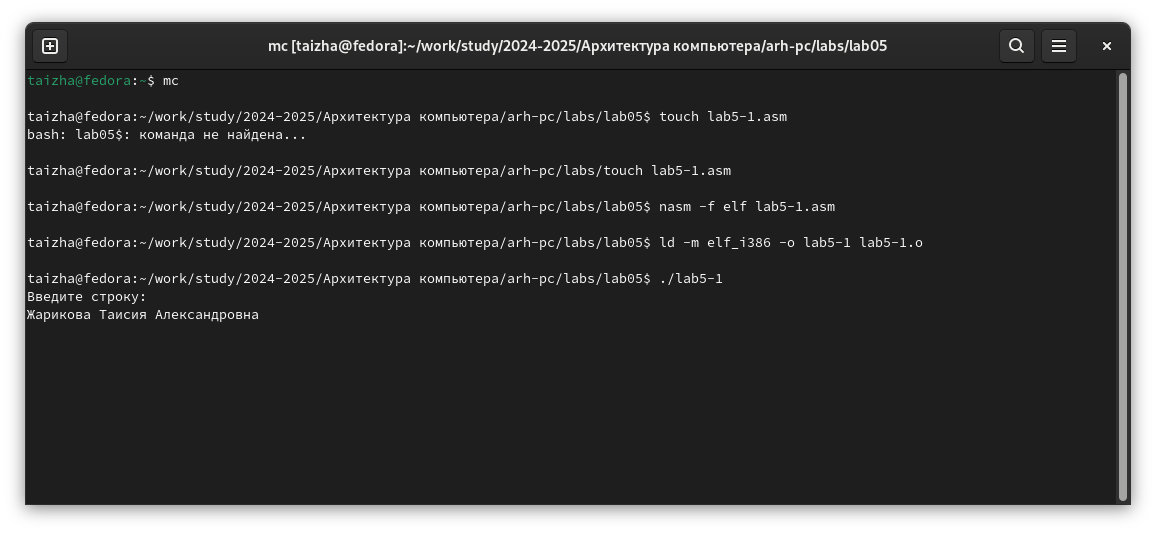 mc [taizha@fedora]:~/work/study/2024-2025/Архитектура компьютера/arh-pc/labs/lab05
taizha@fedora:~$ mc
taizha@fedora:~/work/study/2024-2025/Архитектура компьютера/arh-pc/labs/lab05$ touch lab5-1.asm
bash: lab05$: команда не найдена...
taizha@fedora:~/work/study/2024-2025/Архитектура компьютера/arh-pc/labs/touch lab5-1.asm
taizha@fedora:~/work/study/2024-2025/Архитектура компьютера/arh-pc/labs/lab05$ nasm -f elf lab5-1.asm
taizha@fedora:~/work/study/2024-2025/Архитектура компьютера/arh-pc/labs/lab05$ ld -m elf_i386 -o lab5-1 lab5-1.o
taizha@fedora:~/work/study/2024-2025/Архитектура компьютера/arh-pc/labs/lab05$ ./lab5-1
Введите строку:
Жарикова Таисия Александровна